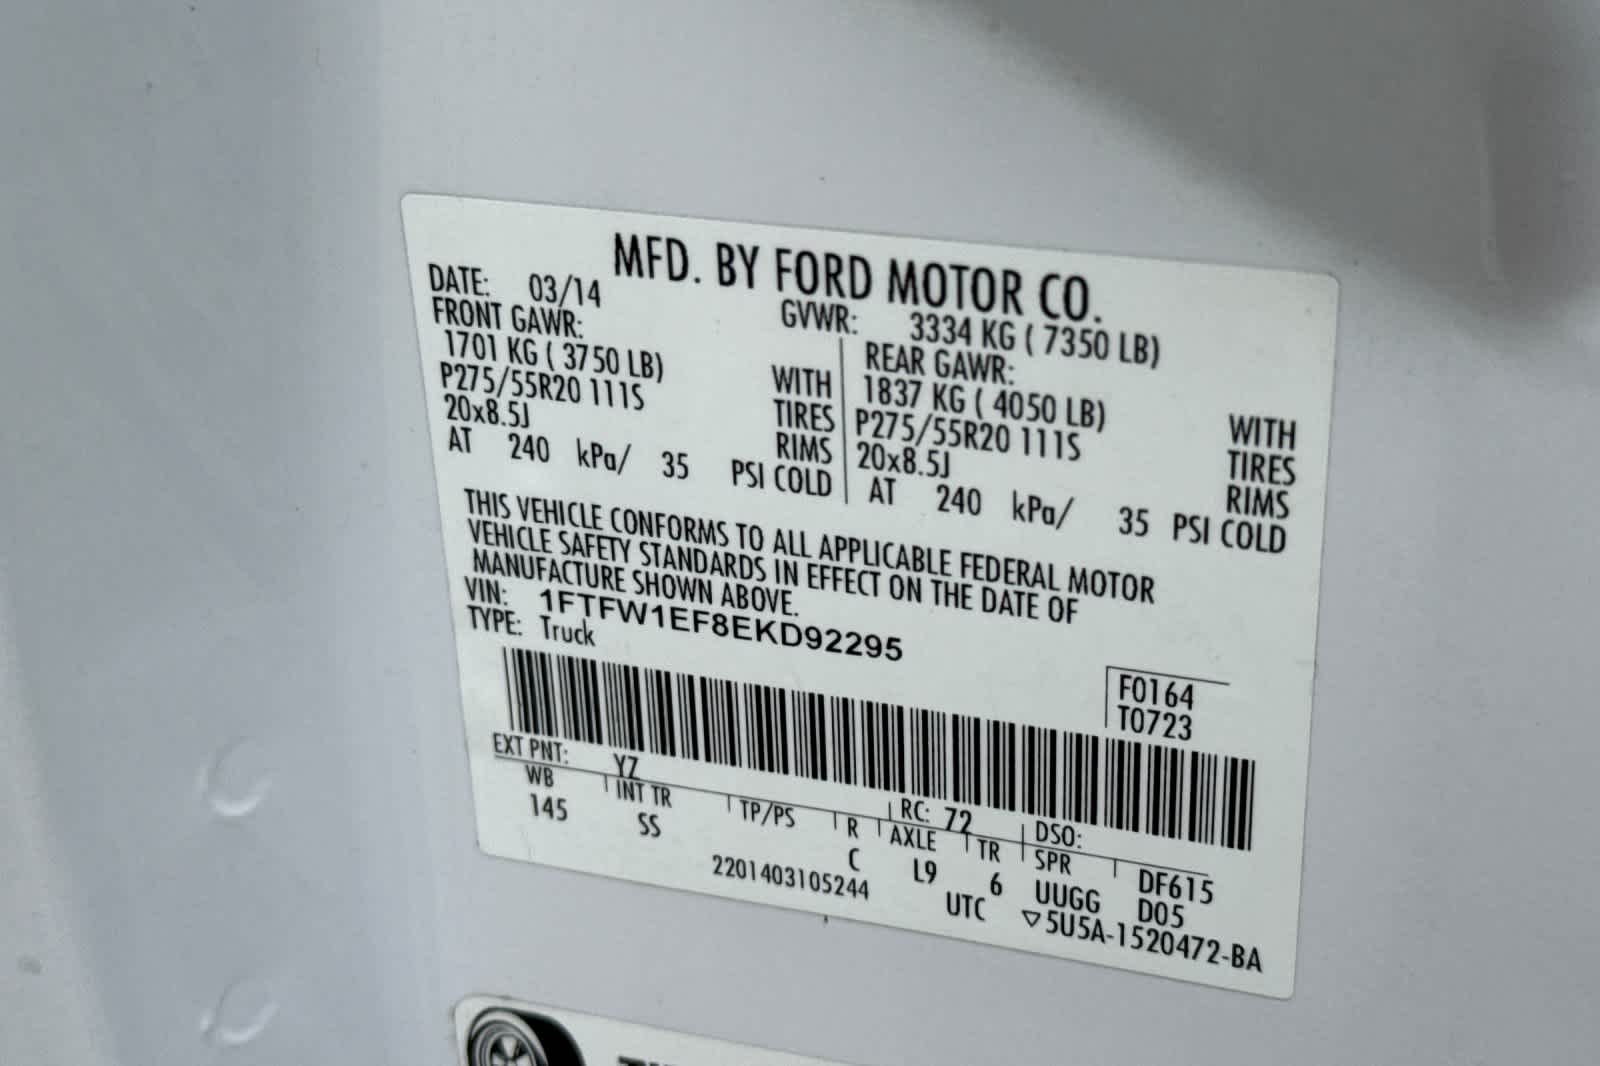 MFD. BY FORD MOTOR CO.
DATE: 03/14 GVWR: 3334 KG ( 7350 LB)
FRONT GAWR: REAR GAWR:
1701 KG ( 3750 LB) WITH 1837 KG ( 4050 LB) WITH
P275/55R20 111S TIRES P275/55R20 111S TIRES
20x8.5J RIMS 20x8.5J RIMS
AT 240 kPa/ 35 PSI COLD AT 240 kPa/ 35 PSI COLD
THIS VEHICLE CONFORMS TO ALL APPLICABLE FEDERAL MOTOR
VEHICLE SAFETY STANDARDS IN EFFECT ON THE DATE OF
MANUFACTURE SHOWN ABOVE.
VIN: 1FTFW1EF8EKD92295
TYPE: Truck
F0164
T0723
EXT PNT: YZ RC: 72 DSO:
WB INT TR TP/PS R AXLE TR SPR DF615
145 SS C L9 6 UUGG D05
2201403105244 UTC ▽5U5A-1520472-BA